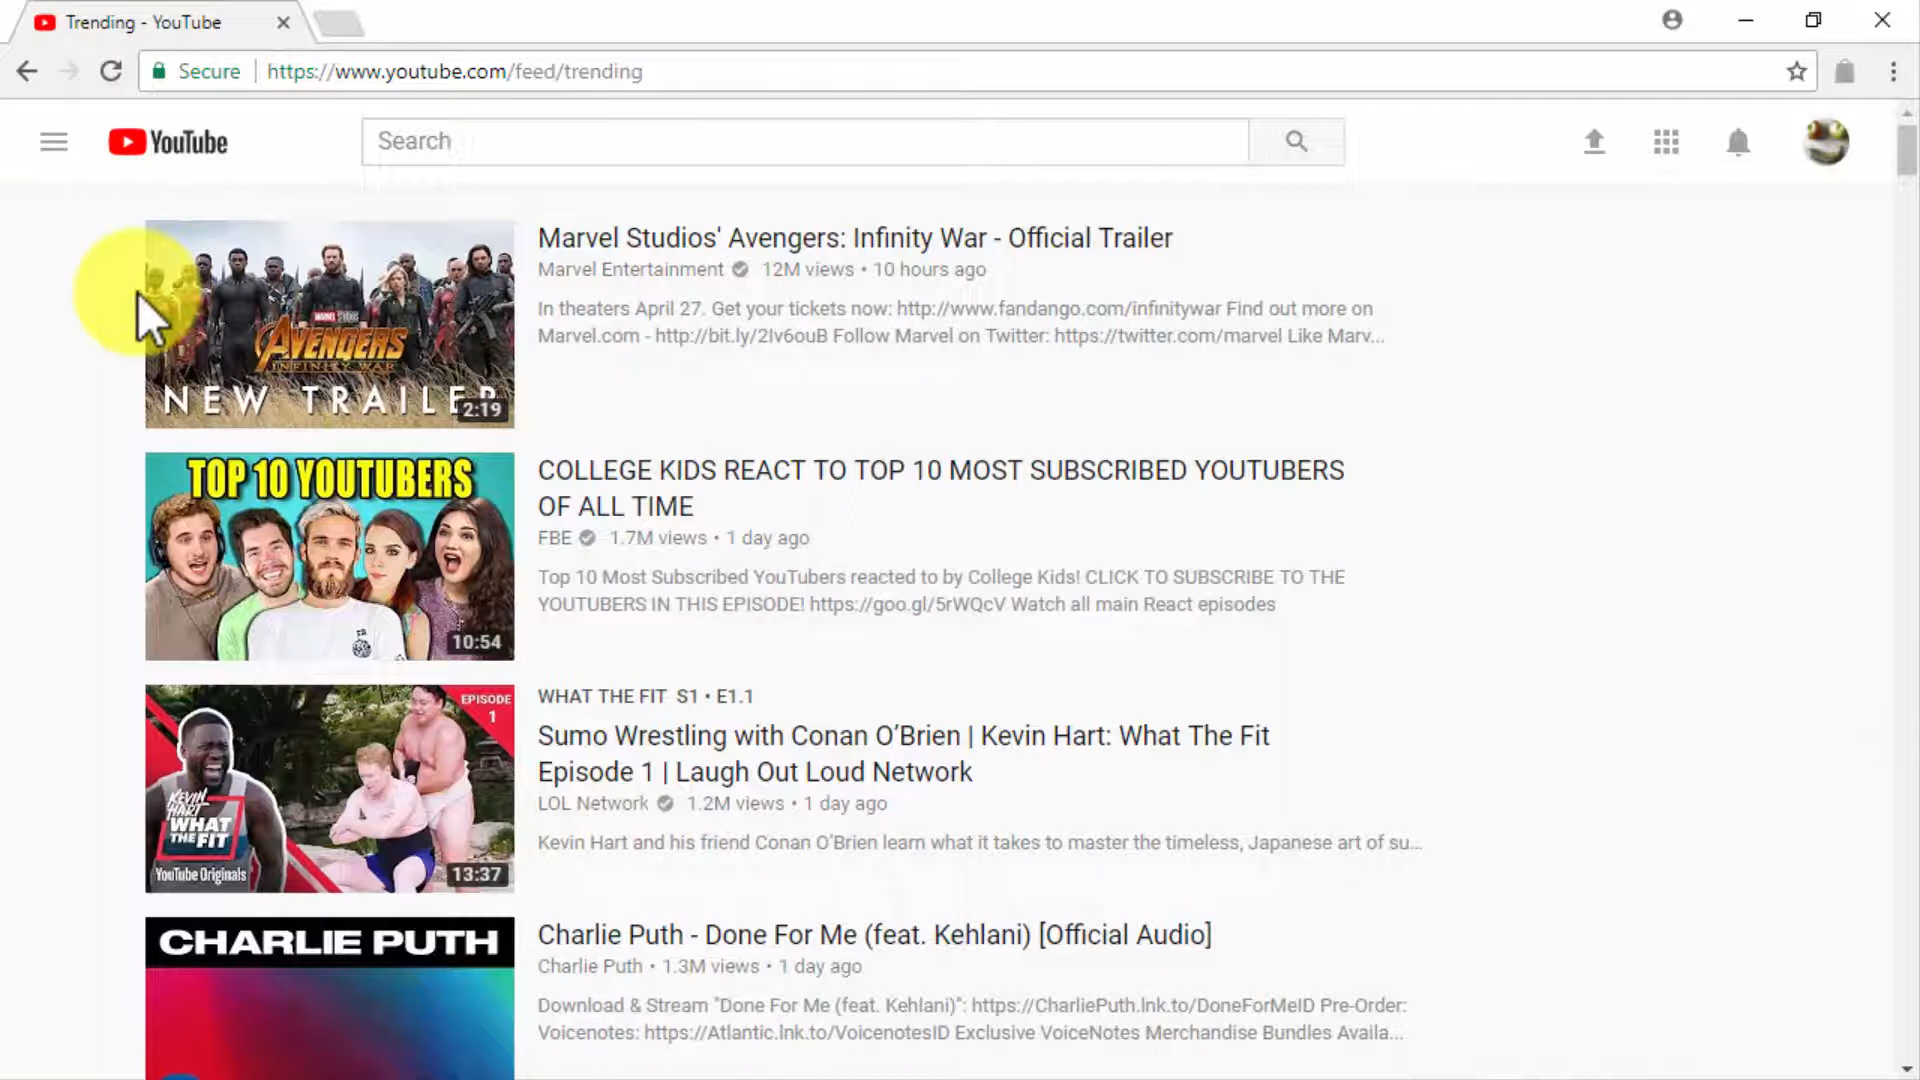 Trending - YouTube
Secure https://www.youtube.com/feed/trending
YouTube
Search
MARVEL STUDIOS
AVENGERS
INFINITY WAR
NEW TRAILER
2:19
Marvel Studios' Avengers: Infinity War - Official Trailer
Marvel Entertainment 12M views • 10 hours ago
In theaters April 27. Get your tickets now: http://www.fandango.com/infinitywar Find out more on
Marvel.com - http://bit.ly/2Iv6ouB Follow Marvel on Twitter: https://twitter.com/marvel Like Marv...
TOP 10 YOUTUBERS
10:54
COLLEGE KIDS REACT TO TOP 10 MOST SUBSCRIBED YOUTUBERS
OF ALL TIME
FBE 1.7M views • 1 day ago
Top 10 Most Subscribed YouTubers reacted to by College Kids! CLICK TO SUBSCRIBE TO THE
YOUTUBERS IN THIS EPISODE! https://goo.gl/5rWQcV Watch all main React episodes
EPISODE
1
KEVIN
HART
WHAT
THE FIT
YouTube Originals
13:37
WHAT THE FIT S1 • E1.1
Sumo Wrestling with Conan O’Brien | Kevin Hart: What The Fit
Episode 1 | Laugh Out Loud Network
LOL Network 1.2M views • 1 day ago
Kevin Hart and his friend Conan O’Brien learn what it takes to master the timeless, Japanese art of su...
CHARLIE PUTH
Charlie Puth - Done For Me (feat. Kehlani) [Official Audio]
Charlie Puth • 1.3M views • 1 day ago
Download & Stream "Done For Me (feat. Kehlani)": https://CharliePuth.lnk.to/DoneForMeID Pre-Order:
Voicenotes: https://Atlantic.lnk.to/VoicenotesID Exclusive VoiceNotes Merchandise Bundles Availa...